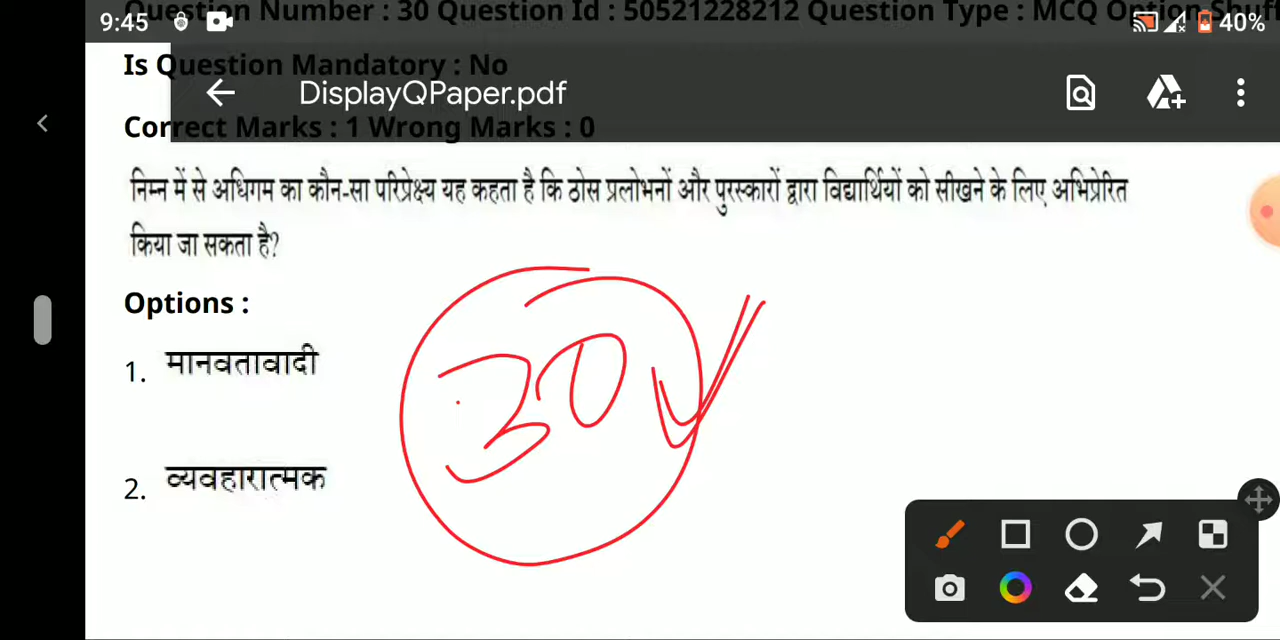 Question Number : 30 Question Id : 50521228212 Question Type : MCQ Option Shuff
9:45
40%
Is Question Mandatory : No
DisplayQPaper.pdf
Correct Marks : 1 Wrong Marks : 0
निम्न में से अधिगम का कौन-सा परिप्रेक्ष्य यह कहता है कि ठोस प्रलोभनों और पुरस्कारों द्वारा विद्यार्थियों को सीखने के लिए अभिप्रेरित
किया जा सकता है?
Options :
1. मानवतावादी
30
2. व्यवहारात्मक